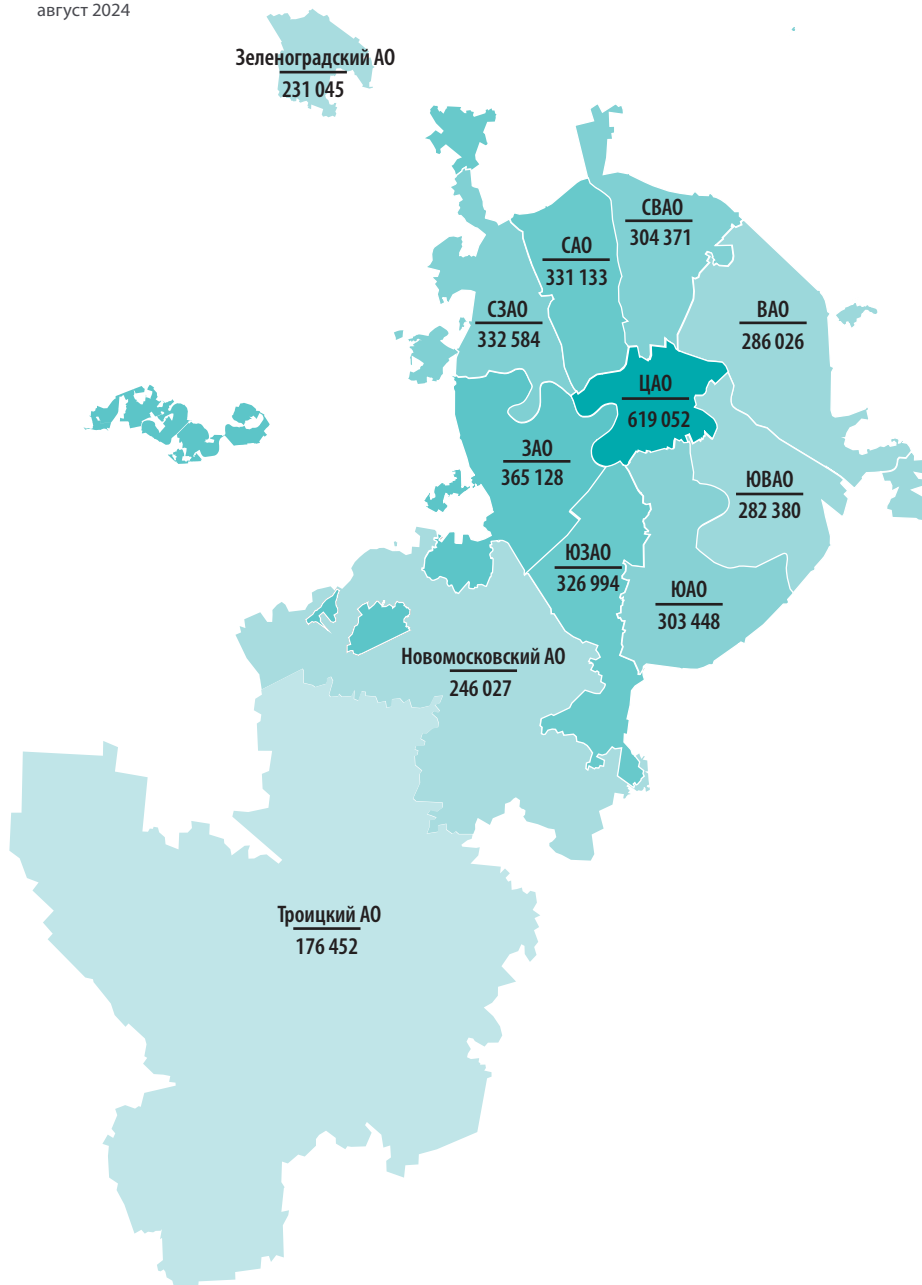 август 2024
Зеленоградский АО
231 045
СВАО
304 371
САО
331 133
СЗАО
332 584
ВАО
286 026
ЦАО
619 052
ЗАО
365 128
ЮВАО
282 380
ЮЗАО
326 994
ЮАО
303 448
Новомосковский АО
246 027
Троицкий АО
176 452